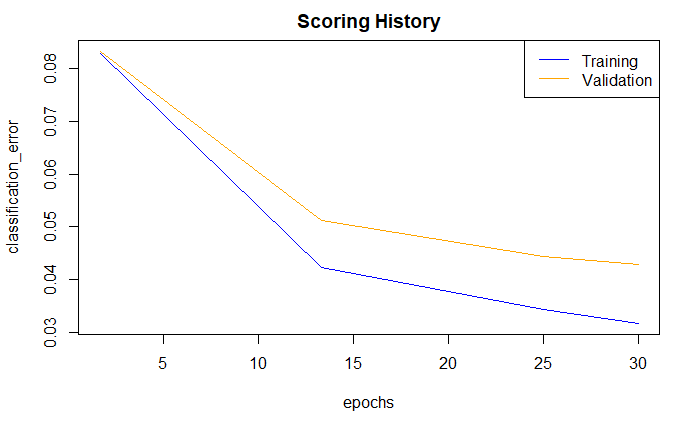 Scoring History
Training
Validation
classification_error
0.08
0.07
0.06
0.05
0.04
0.03
5 10 15 20 25 30
epochs